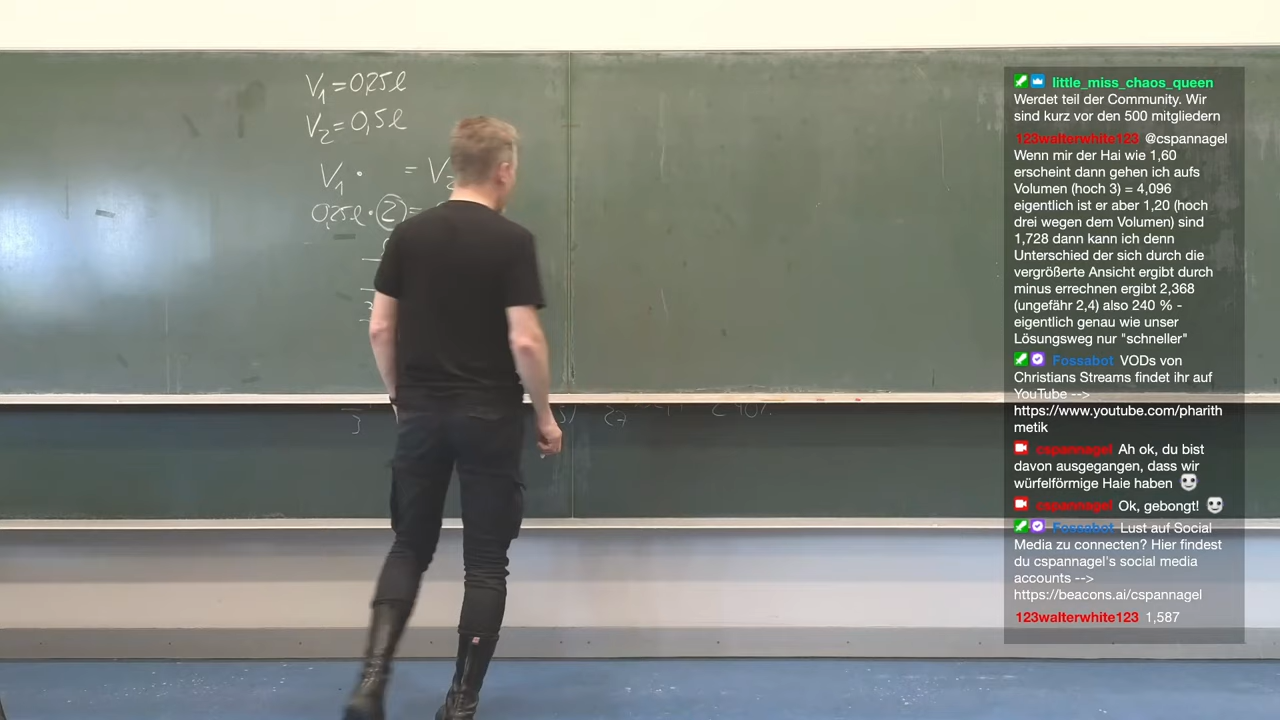 V₁ = 0,25l
V₂ = 0,5l
V₁ · = V₂
0,25l · 2 =
3
27
240%
little_miss_chaos_queen
Werdet teil der Community. Wir
sind kurz vor den 500 mitgliedern
123walterwhite123 @cspannagel
Wenn mir der Hai wie 1,60
erscheint dann gehen ich aufs
Volumen (hoch 3) = 4,096
eigentlich ist er aber 1,20 (hoch
drei wegen dem Volumen) sind
1,728 dann kann ich denn
Unterschied der sich durch die
vergrößerte Ansicht ergibt durch
minus errechnen ergibt 2,368
(ungefähr 2,4) also 240 % -
eigentlich genau wie unser
Lösungsweg nur "schneller"
Fossabot VODs von
Christians Streams findet ihr auf
YouTube -->
https://www.youtube.com/pharith
metik
cspannagel Ah ok, du bist
davon ausgegangen, dass wir
würfelförmige Haie haben
cspannagel Ok, gebongt!
Fossabot Lust auf Social
Media zu connecten? Hier findest
du cspannagel's social media
accounts -->
https://beacons.ai/cspannagel
123walterwhite123 1,587